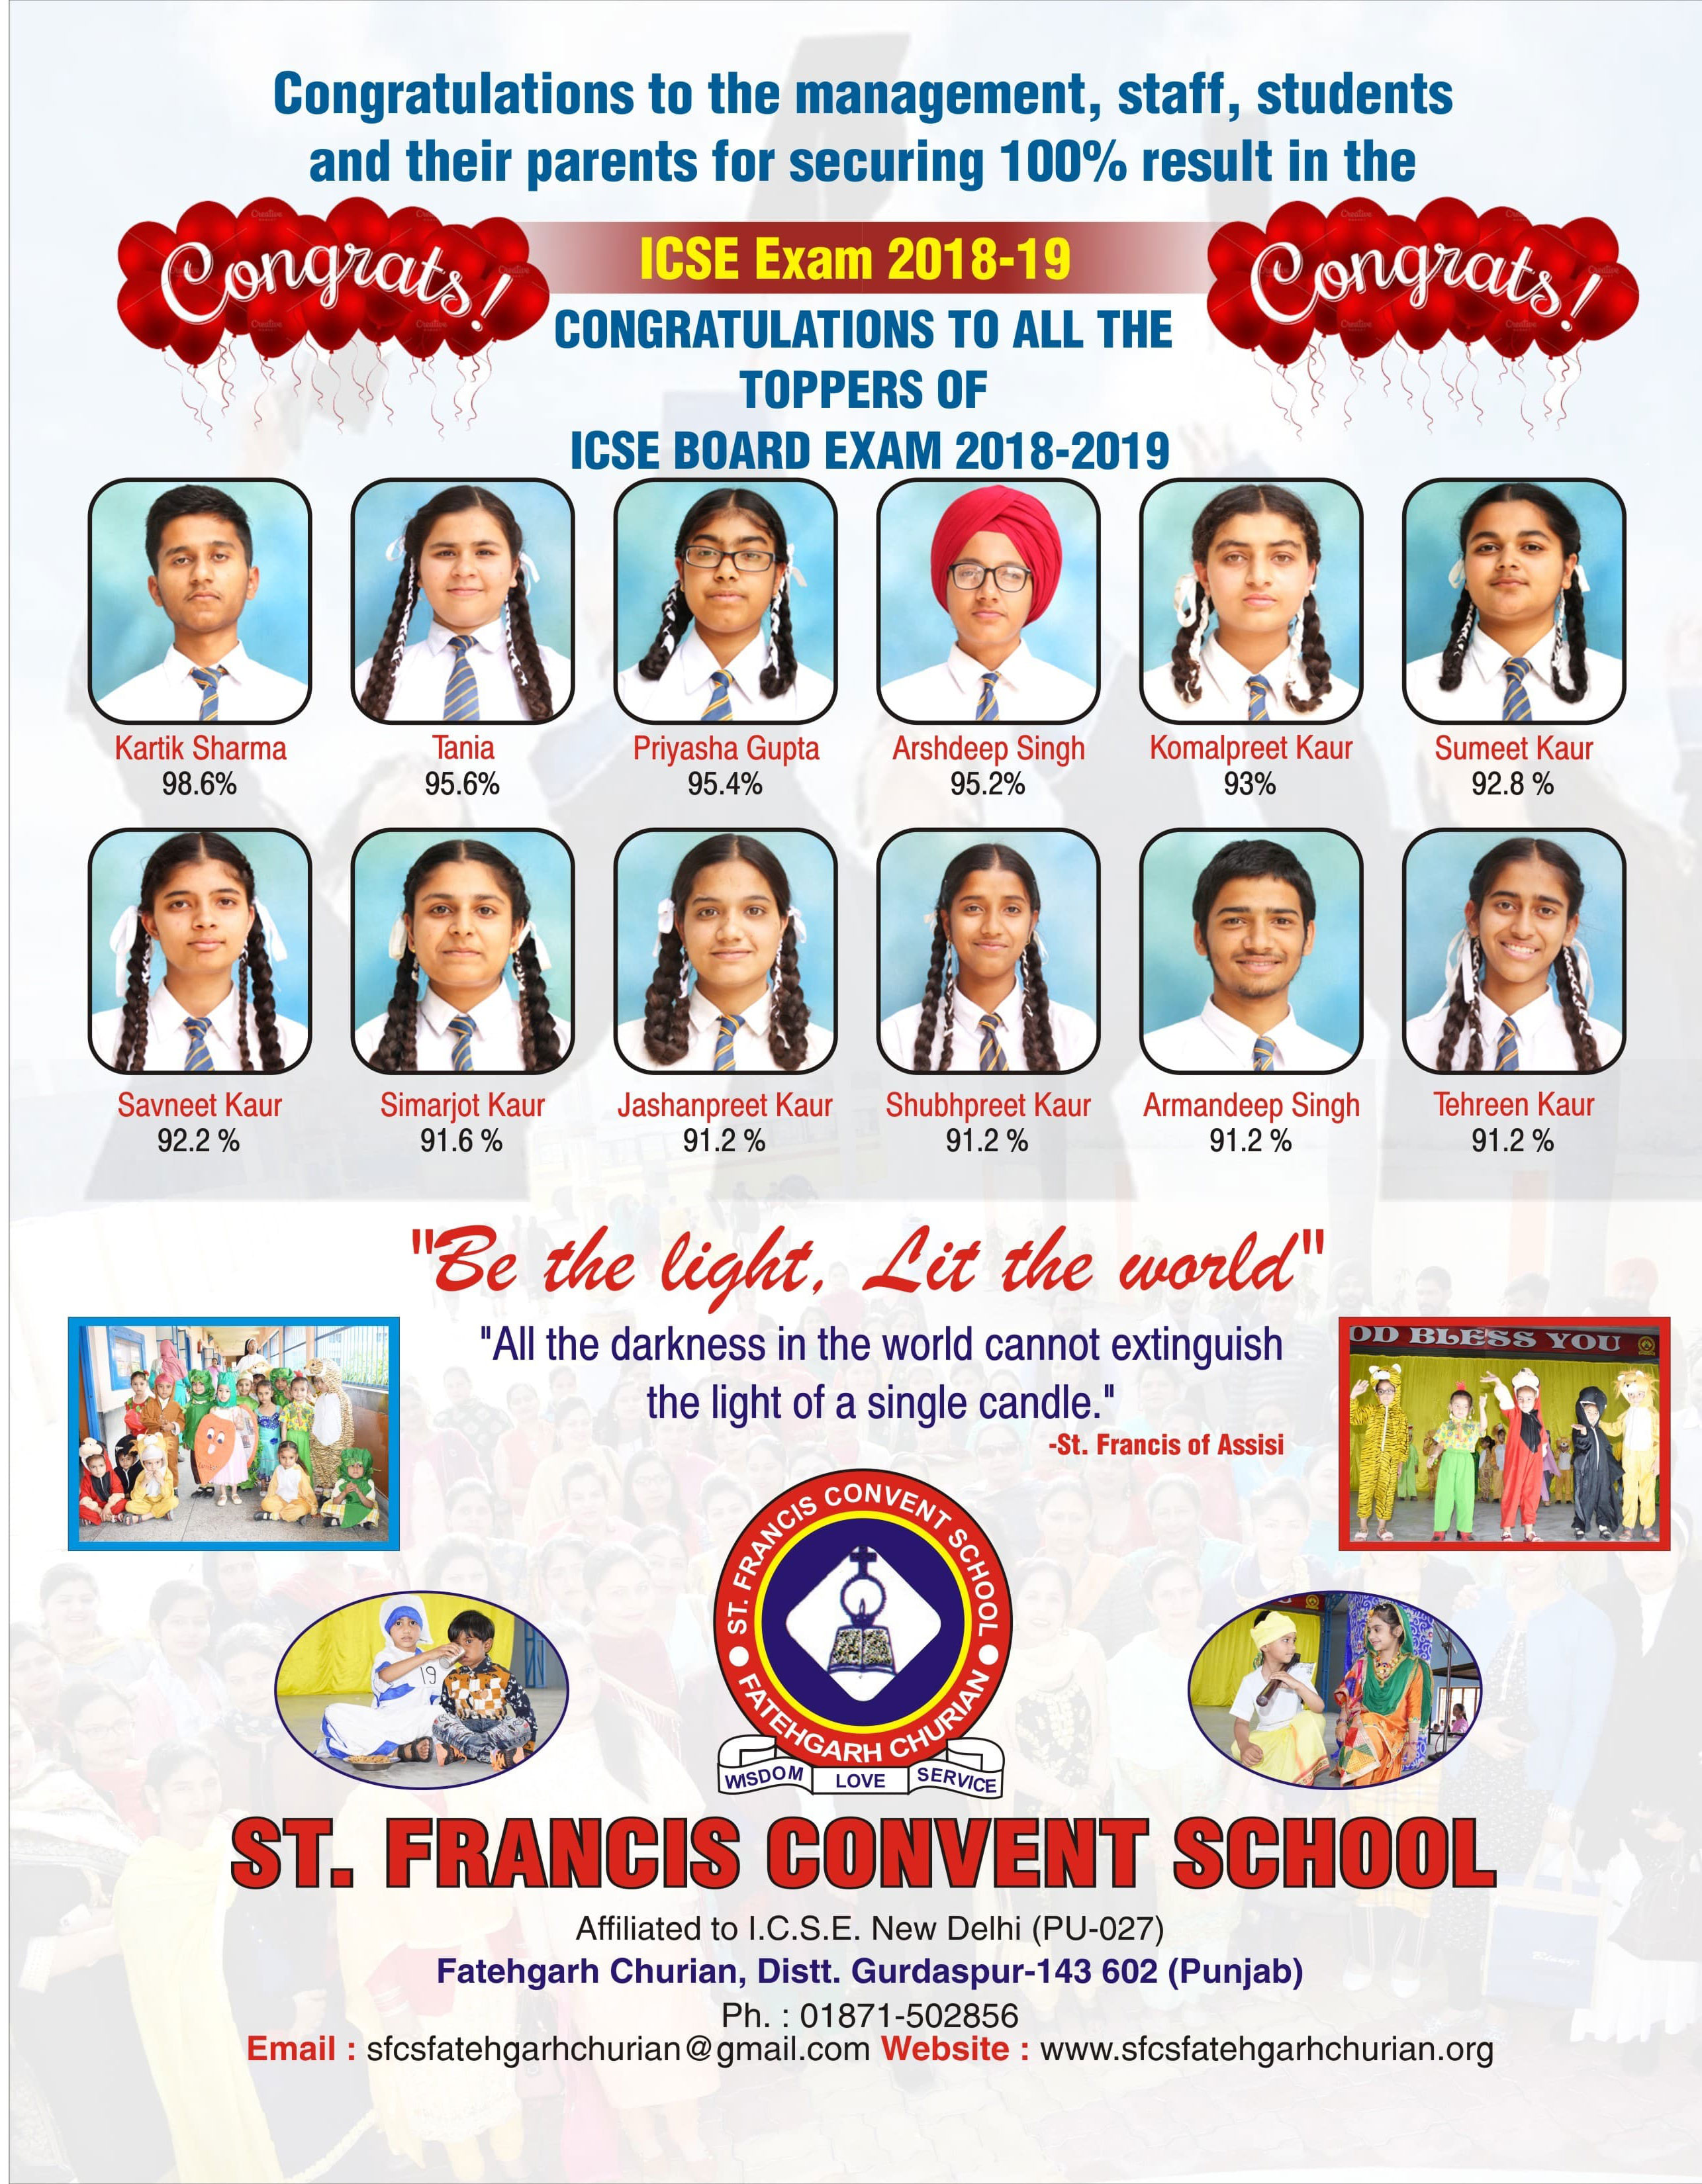 Congratulations to the management, staff, students
and their parents for securing 100% result in the
Congrats!
ICSE Exam 2018-19
Congrats!
CONGRATULATIONS TO ALL THE
TOPPERS OF
ICSE BOARD EXAM 2018-2019
Kartik Sharma
98.6%
Tania
95.6%
Priyasha Gupta
95.4%
Arshdeep Singh
95.2%
Komalpreet Kaur
93%
Sumeet Kaur
92.8 %
Savneet Kaur
92.2 %
Simarjot Kaur
91.6 %
Jashanpreet Kaur
91.2 %
Shubhpreet Kaur
91.2 %
Armandeep Singh
91.2 %
Tehreen Kaur
91.2 %
"Be the light, Lit the world"
"All the darkness in the world cannot extinguish
the light of a single candle."
-St. Francis of Assisi
OD BLESS YOU
ST. FRANCIS CONVENT SCHOOL
FATEHGARH CHURIAN
WISDOM LOVE SERVICE
19
ST. FRANCIS CONVENT SCHOOL
Affiliated to I.C.S.E. New Delhi (PU-027)
Fatehgarh Churian, Distt. Gurdaspur-143 602 (Punjab)
Ph. : 01871-502856
Email : sfcsfatehgarhchurian@gmail.com Website : www.sfcsfatehgarhchurian.org